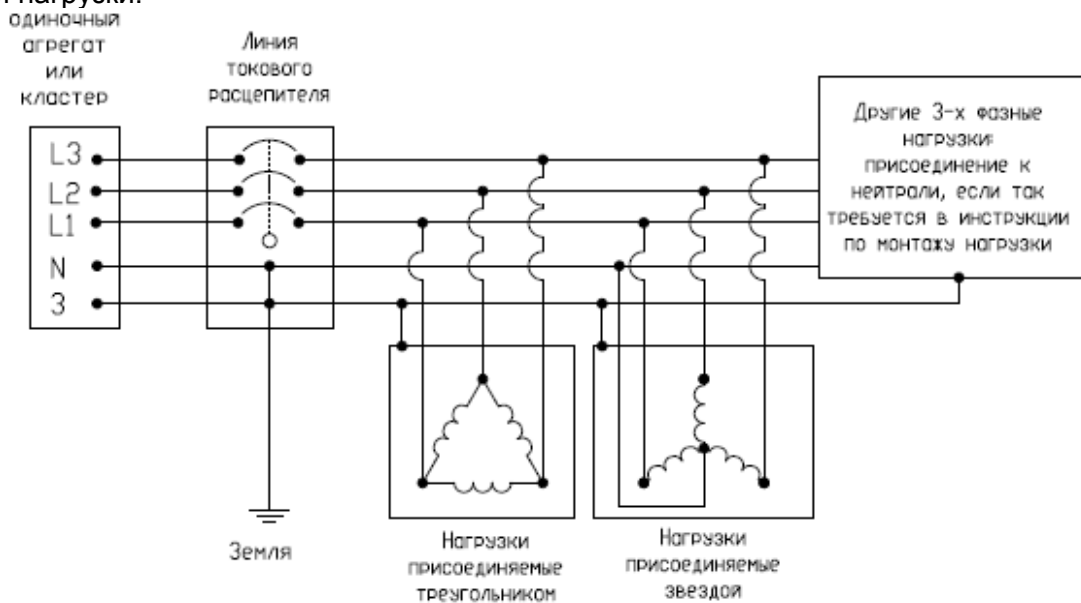 нагрузки.
одиночный
агрегат
или
кластер
Линия
токового
расцепителя
L3
L2
L1
N
З
Другие 3-х фазные
нагрузки:
присоединение к
нейтрали, если так
требуется в инструкции
по монтажу нагрузки
Земля
Нагрузки
присоединяемые
треугольником
Нагрузки
присоединяемые
звездой